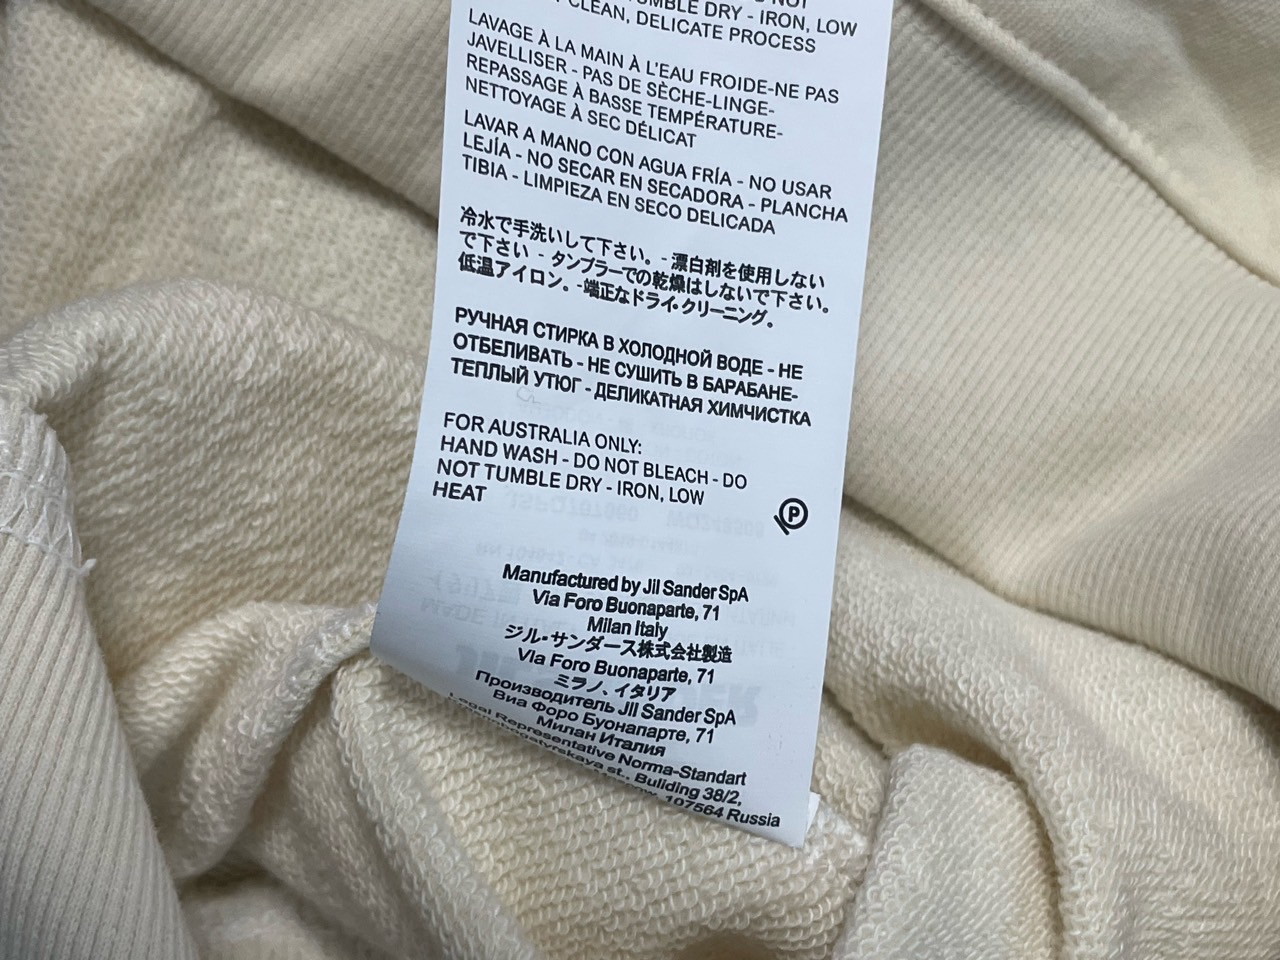 NOT
TUMBLE DRY - IRON, LOW
CLEAN, DELICATE PROCESS
LAVAGE À LA MAIN À L'EAU FROIDE-NE PAS
JAVELLISER - PAS DE SÈCHE-LINGE-
REPASSAGE À BASSE TEMPÉRATURE-
NETTOYAGE À SEC DÉLICAT
LAVAR A MANO CON AGUA FRÍA - NO USAR
LEJÍA - NO SECAR EN SECADORA - PLANCHA
TIBIA - LIMPIEZA EN SECO DELICADA
冷水で手洗いして下さい。- 漂白剤を使用しない
で下さい - タンプラーでの乾燥はしないで下さい。
低温アイロン。-端正なドライ・クリーニング。
РУЧНАЯ СТИРКА В ХОЛОДНОЙ ВОДЕ - НЕ
ОТБЕЛИВАТЬ - НЕ СУШИТЬ В БАРАБАНЕ-
ТЕПЛЫЙ УТЮГ - ДЕЛИКАТНАЯ ХИМЧИСТКА
FOR AUSTRALIA ONLY:
HAND WASH - DO NOT BLEACH - DO
NOT TUMBLE DRY - IRON, LOW
HEAT
P
Manufactured by Jil Sander SpA
Via Foro Buonaparte, 71
Milan Italy
ジル・サンダース株式会社製造
VIa Foro Buonaparte, 71
ミラノ、イタリア
Производитель Jil Sander SpA
Виа Форо Буонапарте, 71
Милан Италия
Legal Representative Norma-Standart
st., Buliding 38/2,
107564 Russia